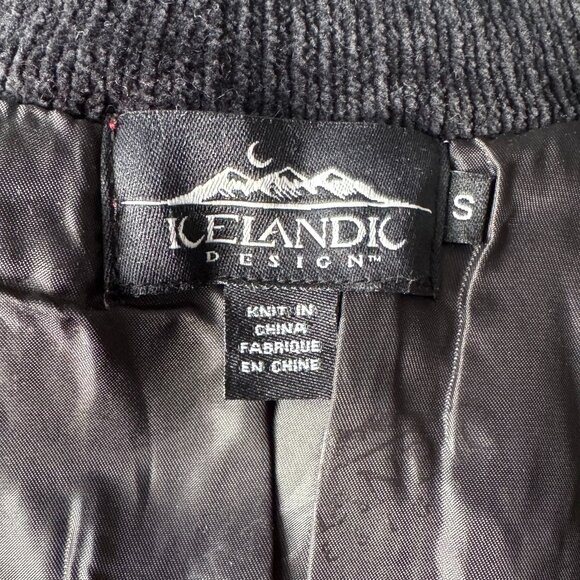 ICELANDIC
DESIGN™
S
KNIT IN
CHINA
FABRIQUE
EN CHINE